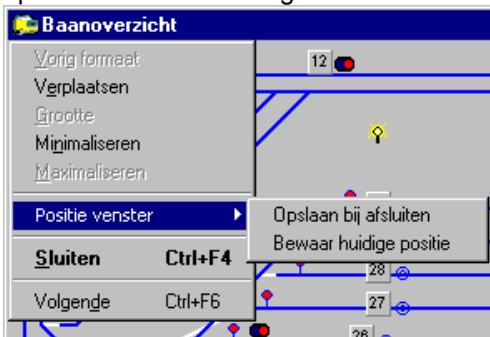 Baanoverzicht
Vorig formaat
12
Verplaatsen
Grootte
Minimaliseren
Maximaliseren
Positie venster
Opslaan bij afsluiten
Bewaar huidige positie
Sluiten Ctrl+F4
28
Volgende Ctrl+F6
27
26